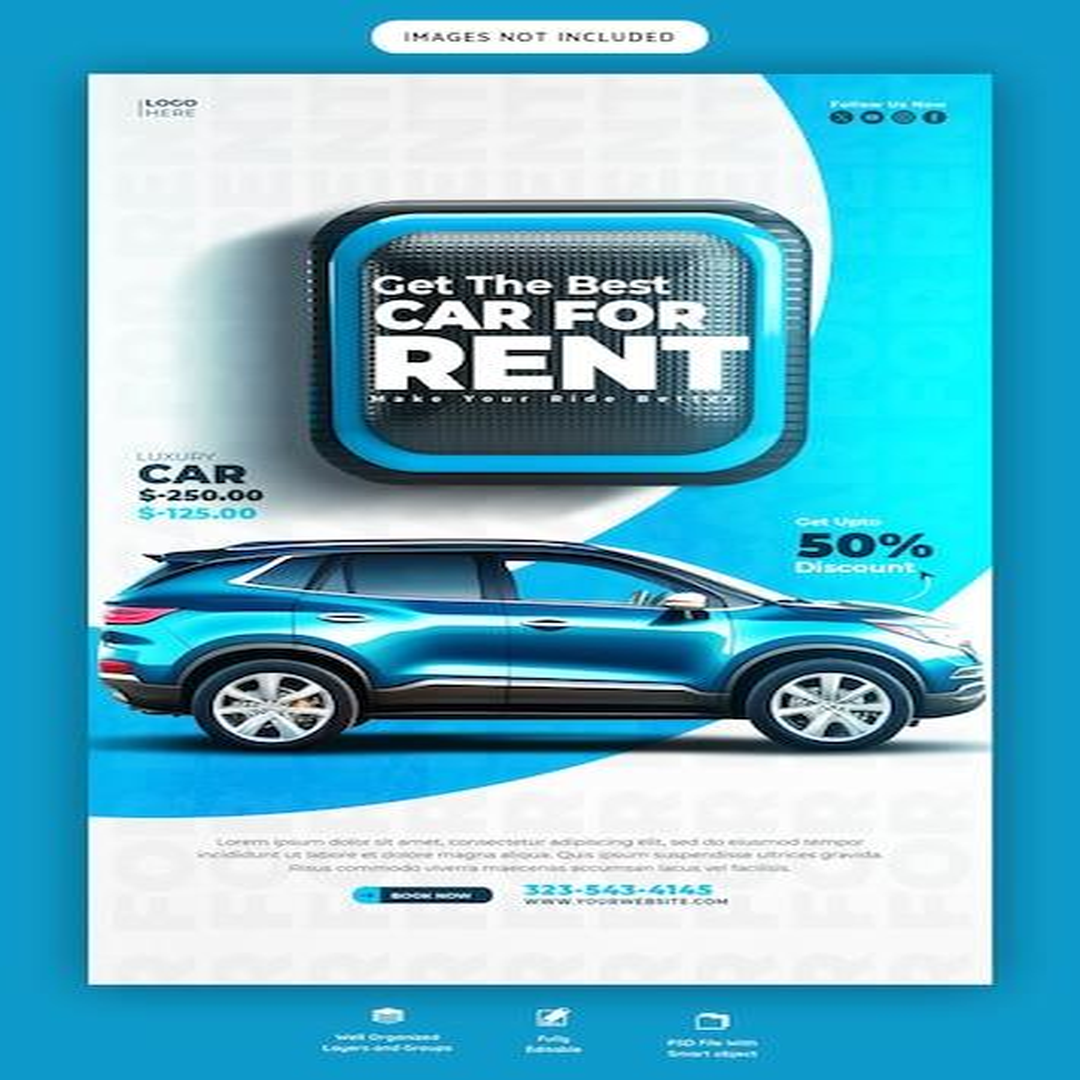 IMAGES NOT INCLUDED
LOGO
HERE
Follow Us Now
Get The Best
CAR FOR
RENT
Make Your Ride Better
LUXURY
CAR
$-250.00
$-125.00
Get Upto
50%
Discount
Lorem ipsum dolor sit amet, consectetur adipiscing elit, sed do eiusmod tempor
incididunt ut labore et dolore magna aliqua. Quis ipsum suspendisse ultrices gravida.
Risus commodo viverra maecenas accumsan lacus vel facilisis.
BOOK NOW
323-543-4145
WWW.YOURWEBSITE.COM
Well Organized
Layers and Groups
Fully
Editable
PSD File With
Smart object